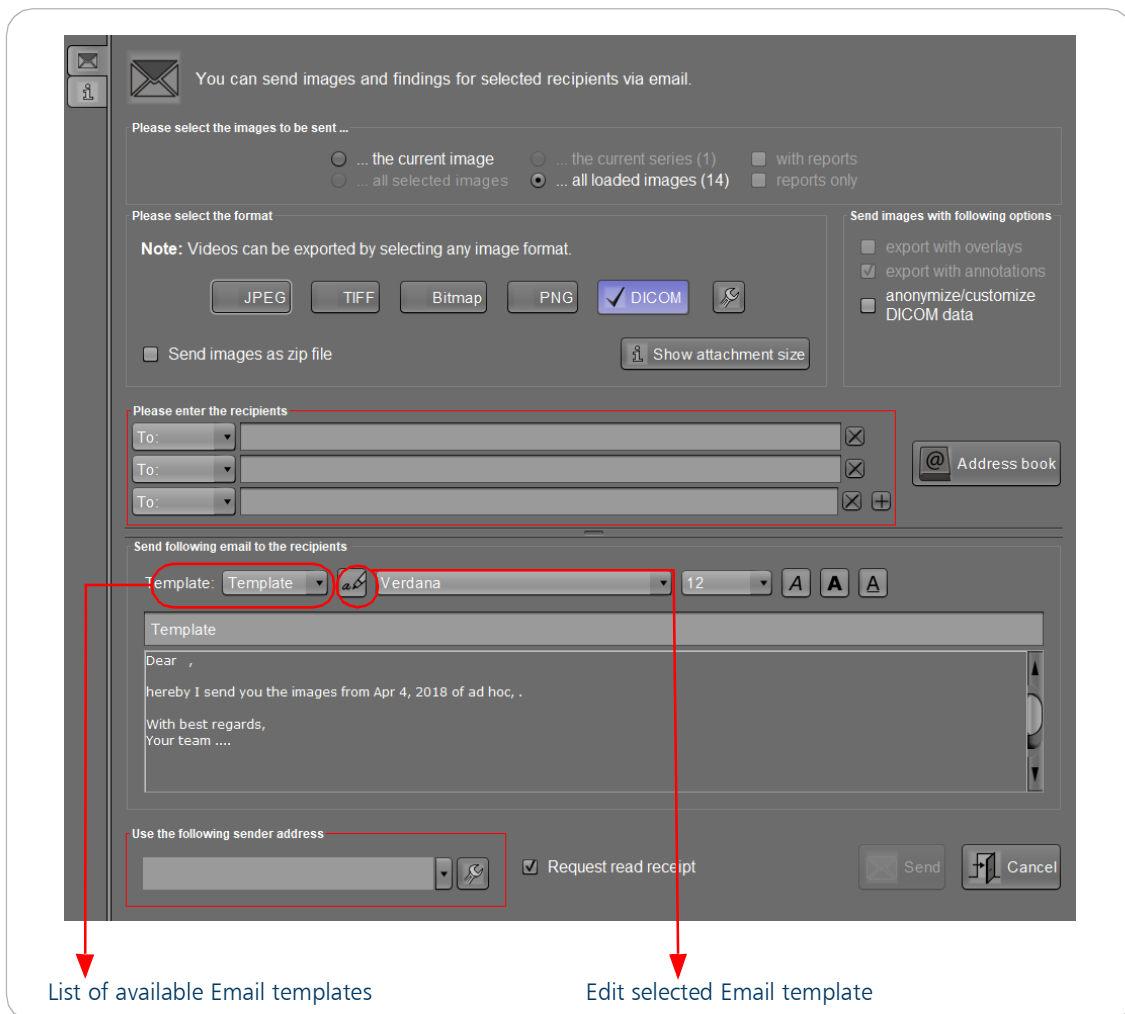 You can send images and findings for selected recipients via email.
Please select the images to be sent ...
... the current image ... the current series (1) with reports
... all selected images ... all loaded images (14) reports only
Please select the format
Send images with following options
Note: Videos can be exported by selecting any image format.
export with overlays
export with annotations
anonymize/customize
DICOM data
JPEG TIFF Bitmap PNG DICOM
Send images as zip file
Show attachment size
Please enter the recipients
To:
To:
To:
@ Address book
Send following email to the recipients
Template: Template a Verdana 12 A A A
Template
Dear ,
hereby I send you the images from Apr 4, 2018 of ad hoc, .
With best regards,
Your team ....
Use the following sender address
Request read receipt
Send
Cancel
List of available Email templates
Edit selected Email template